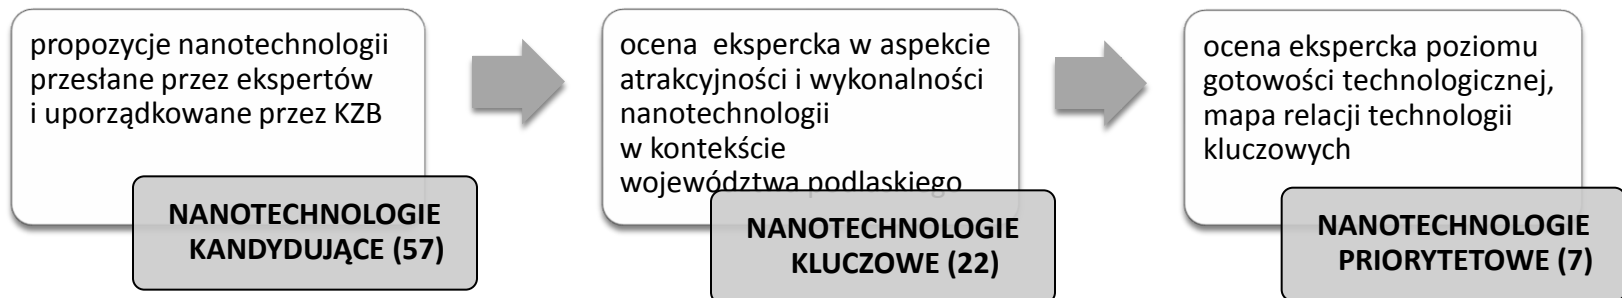 propozycje nanotechnologii
przesłane przez ekspertów
i uporządkowane przez KZB
NANOTECHNOLOGIE
KANDYDUJĄCE (57)
ocena ekspercka w aspekcie
atrakcyjności i wykonalności
nanotechnologii
w kontekście
województwa podlaskiego
NANOTECHNOLOGIE
KLUCZOWE (22)
ocena ekspercka poziomu
gotowości technologicznej,
mapa relacji technologii
kluczowych
NANOTECHNOLOGIE
PRIORYTETOWE (7)